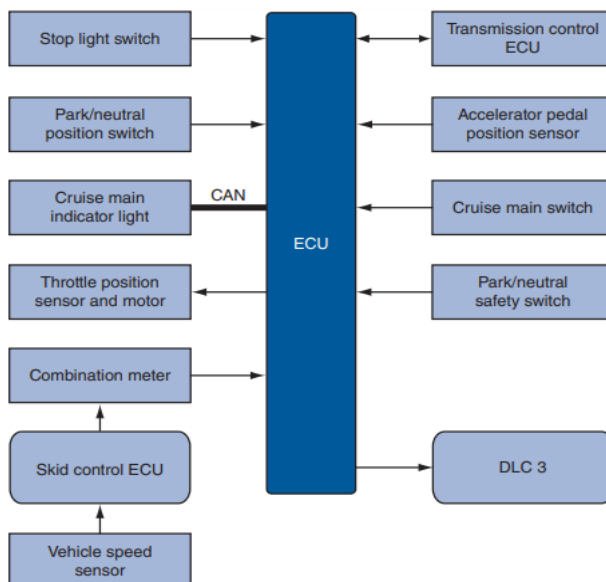 Stop light switch
Park/neutral
position switch
Cruise main
indicator light
CAN
Throttle position
sensor and motor
Combination meter
Skid control ECU
Vehicle speed
sensor
ECU
Transmission control
ECU
Accelerator pedal
position sensor
Cruise main switch
Park/neutral
safety switch
DLC 3